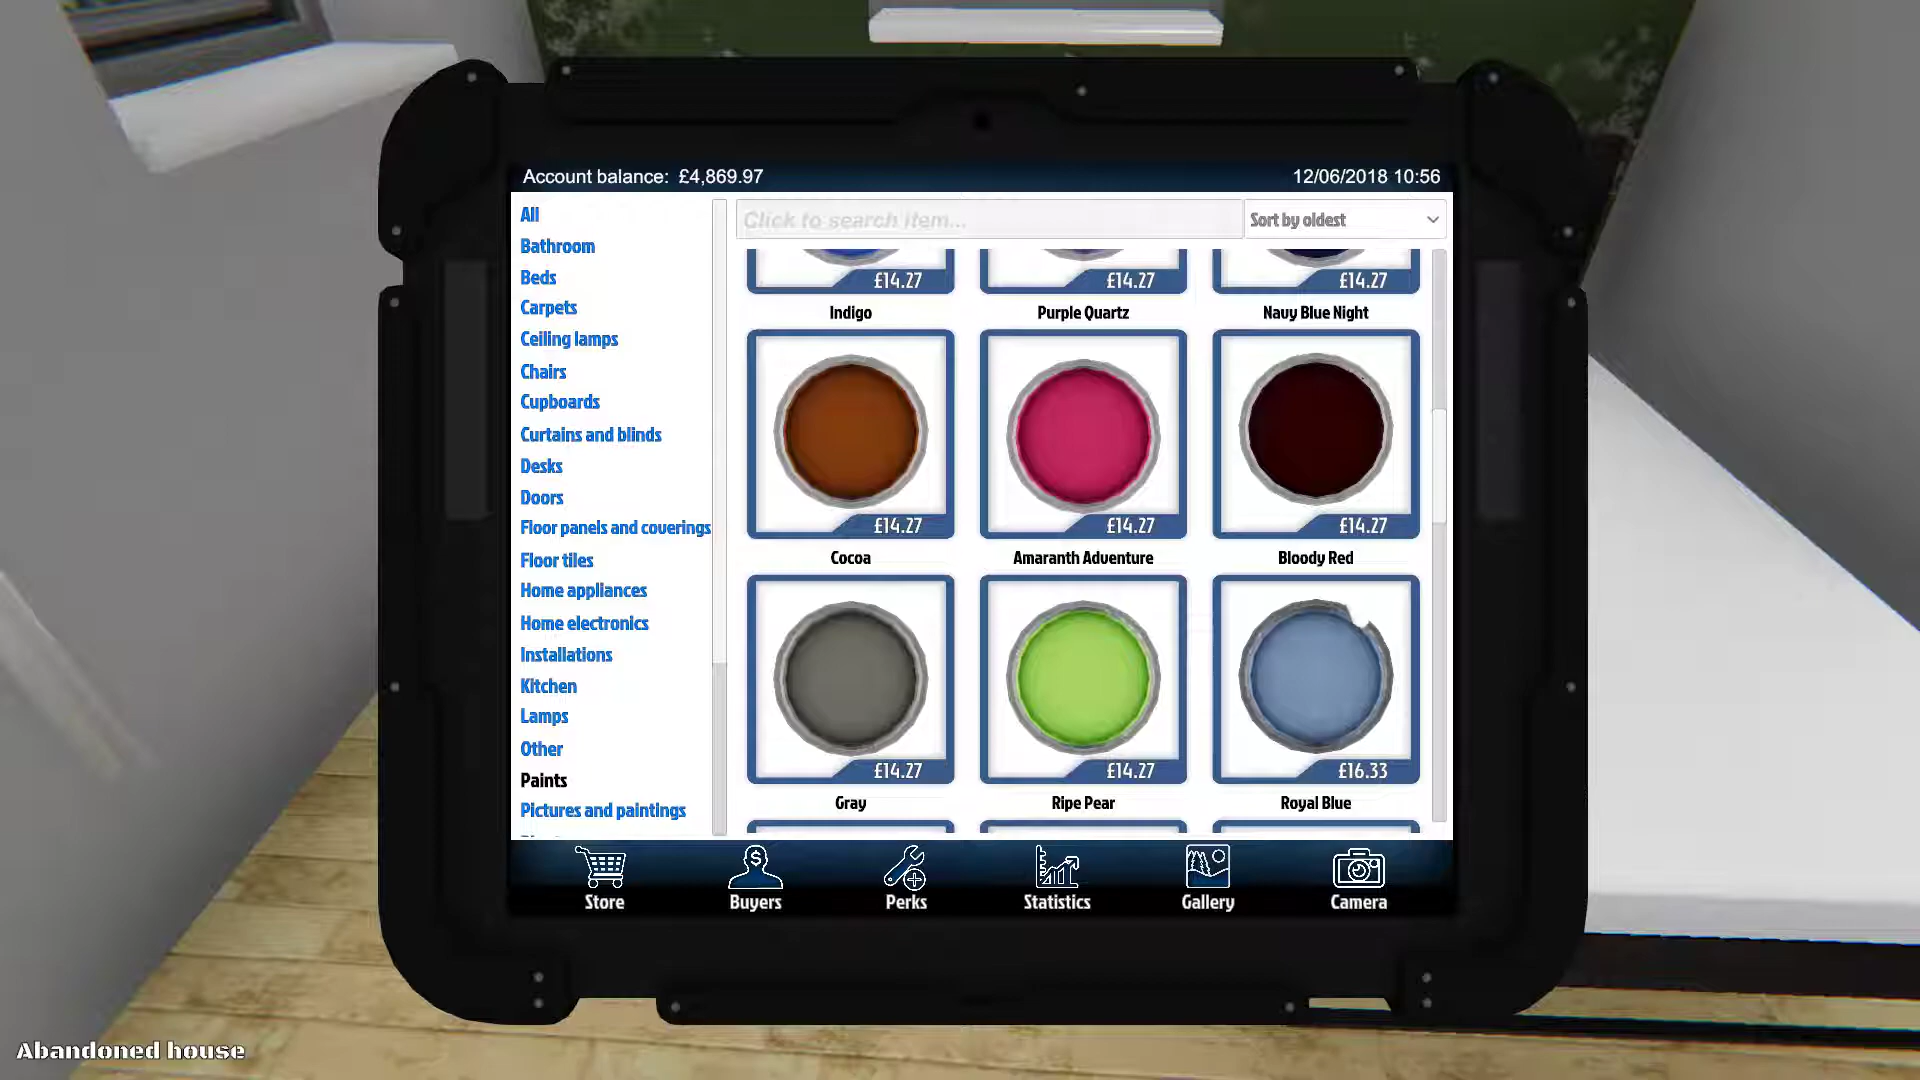 Account balance: £4,869.97
12/06/2018 10:56
All
Bathroom
Beds
Carpets
Ceiling lamps
Chairs
Cupboards
Curtains and blinds
Desks
Doors
Floor panels and coverings
Floor tiles
Home appliances
Home electronics
Installations
Kitchen
Lamps
Other
Paints
Pictures and paintings
Click to search item...
Sort by oldest
£14.27 £14.27 £14.27
Indigo Purple Quartz Navy Blue Night
£14.27 £14.27 £14.27
Cocoa Amaranth Adventure Bloody Red
£14.27 £14.27 £16.33
Gray Ripe Pear Royal Blue
Store Buyers Perks Statistics Gallery Camera
Abandoned house